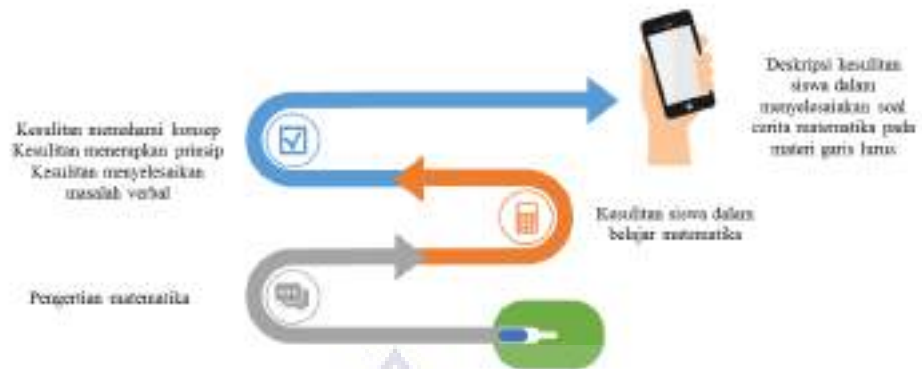 Kesulitan memahami konsep
Kesulitan menerapkan prinsip
Kesulitan menyelesaikan
masalah verbal
Deskripsi kesulitan
siswa dalam
menyelesaiakan soal
cerita matematika pada
materi garis lurus
Kesulitan siswa dalam
belajar matematika
Pengertian matematika